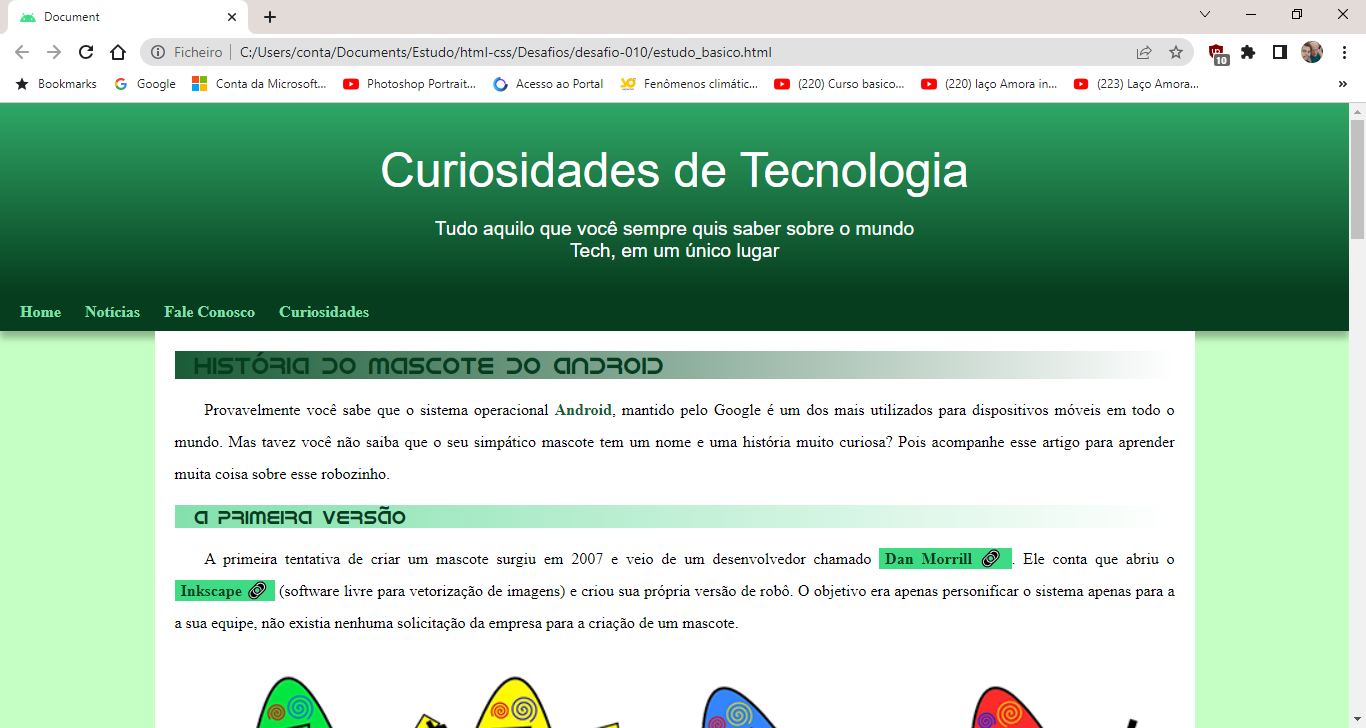 Document
Ficheiro | C:/Users/conta/Documents/Estudo/html-css/Desafios/desafio-010/estudo_basico.html
10
Bookmarks Google Conta da Microsoft... Photoshop Portrait... Acesso ao Portal Fenômenos climátic... (220) Curso basico... (220) laço Amora in... (223) Laço Amora... »
Curiosidades de Tecnologia
Tudo aquilo que você sempre quis saber sobre o mundo
Tech, em um único lugar
Home Notícias Fale Conosco Curiosidades
História do Mascote do Android
Provavelmente você sabe que o sistema operacional Android, mantido pelo Google é um dos mais utilizados para dispositivos móveis em todo o
mundo. Mas tavez você não saiba que o seu simpático mascote tem um nome e uma história muito curiosa? Pois acompanhe esse artigo para aprender
muita coisa sobre esse robozinho.
A primeira versão
A primeira tentativa de criar um mascote surgiu em 2007 e veio de um desenvolvedor chamado Dan Morrill . Ele conta que abriu o
Inkscape (software livre para vetorização de imagens) e criou sua própria versão de robô. O objetivo era apenas personificar o sistema apenas para a
a sua equipe, não existia nenhuma solicitação da empresa para a criação de um mascote.